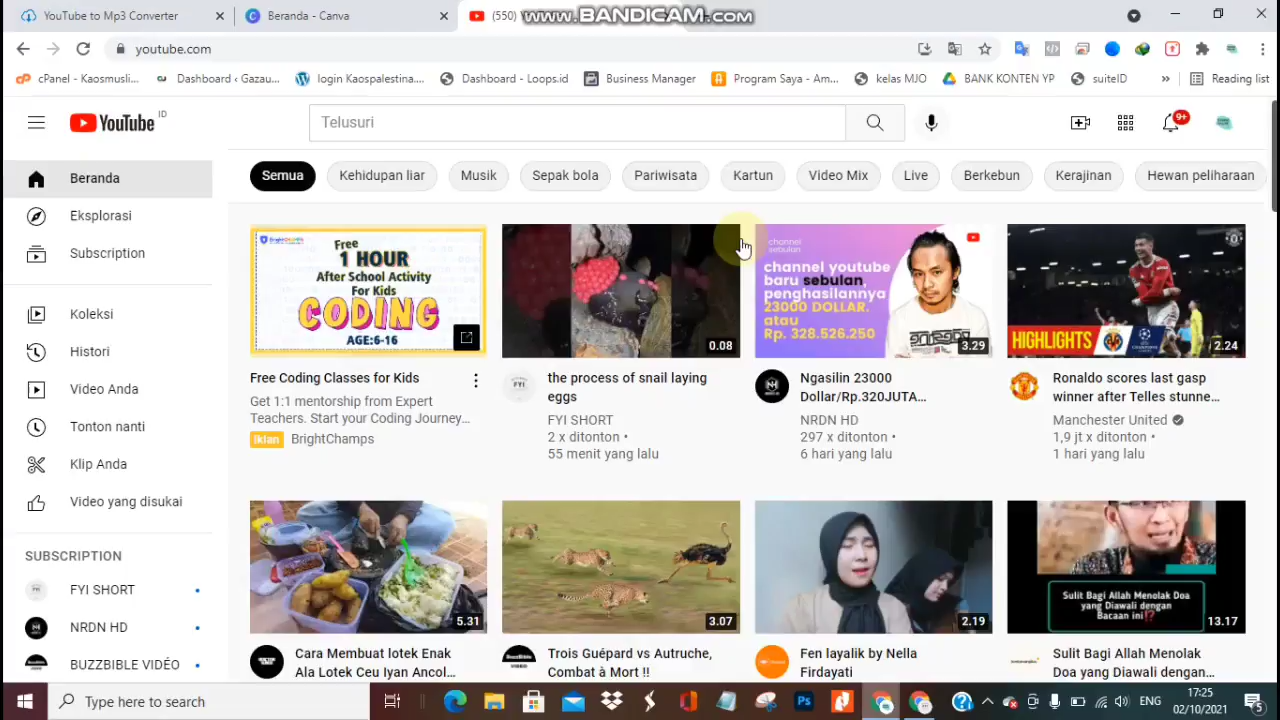 YouTube to Mp3 Converter
Beranda - Canva
(550)
WWW.BANDICAM.COM
youtube.com
cPanel - Kaosmusli...
Dashboard ‹ Gazau...
login Kaospalestina....
Dashboard - Loops.id
Business Manager
Program Saya - Am...
kelas MJO
BANK KONTEN YP
suiteID
»
Reading list
YouTube ID
Telusuri
9+
Semua
Kehidupan liar
Musik
Sepak bola
Pariwisata
Kartun
Video Mix
Live
Berkebun
Kerajinan
Hewan peliharaan
Beranda
Eksplorasi
Subscription
Koleksi
Histori
Video Anda
Tonton nanti
Klip Anda
Video yang disukai
SUBSCRIPTION
FYI SHORT
NRDN HD
BUZZBIBLE VIDÉO
BrightCHAMPS
Free
1 HOUR
After School Activity
For Kids
CODING
AGE:6-16
Free Coding Classes for Kids
Get 1:1 mentorship from Expert
Teachers. Start your Coding Journey...
Iklan BrightChamps
0.08
FYI
the process of snail laying
eggs
FYI SHORT
2 x ditonton •
55 menit yang lalu
channel
sebulan
channel youtube
baru sebulan,
penghasilannya
23000 DOLLAR.
atau
Rp. 328.526.250
3.29
Ngasilin 23000
Dollar/Rp.320JUTA...
NRDN HD
297 x ditonton •
6 hari yang lalu
HIGHLIGHTS
2.24
Ronaldo scores last gasp
winner after Telles stunne...
Manchester United
1,9 jt x ditonton •
1 hari yang lalu
5.31
Cara Membuat lotek Enak
Ala Lotek Ceu Iyan Ancol...
3.07
Trois Guépard vs Autruche,
Combat à Mort !!
2.19
Fen layalik by Nella
Firdayati
Sulit Bagi Allah Menolak Doa
yang Diawali dengan
Bacaan ini!?
13.17
Sulit Bagi Allah Menolak
Doa yang Diawali dengan...
Type here to search
ENG
17:25
02/10/2021
5